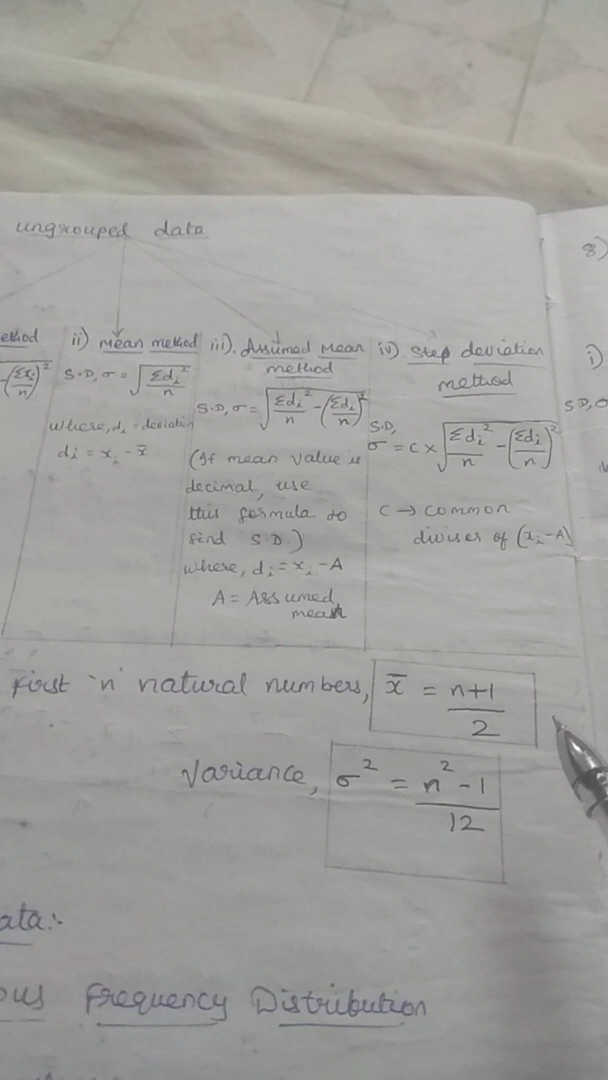 ungrouped data
8)
ethod
-(Σxᵢ/n)²
ii) Mean method
S.D, σ = √(Σdᵢ²/n)
where, dᵢ - deviation
dᵢ = xᵢ - x̄
iii). Assumed Mean
method
S.D, σ = √(Σdᵢ²/n - (Σdᵢ/n)²)
(If mean value is
decimal, use
this formula to
find S.D)
where, dᵢ = xᵢ - A
A = Assumed
mean
iv) Step deviation
method
S.D,
σ = C × √(Σdᵢ²/n - (Σdᵢ/n)²)
C → common
diviser of (xᵢ-A)
i)
S.D, σ
First 'n' natural numbers, x̄ = (n+1)/2
Variance, σ² = (n²-1)/12
ata:-
ous Frequency Distribution